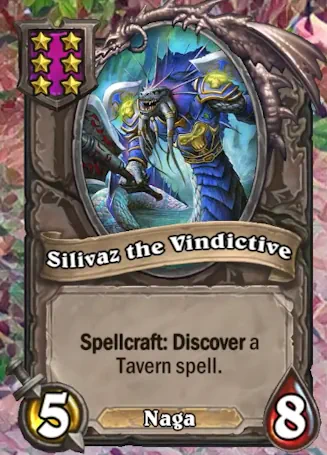 Silivaz the Vindictive
Spellcraft: Discover a
Tavern spell.
5
Naga
8